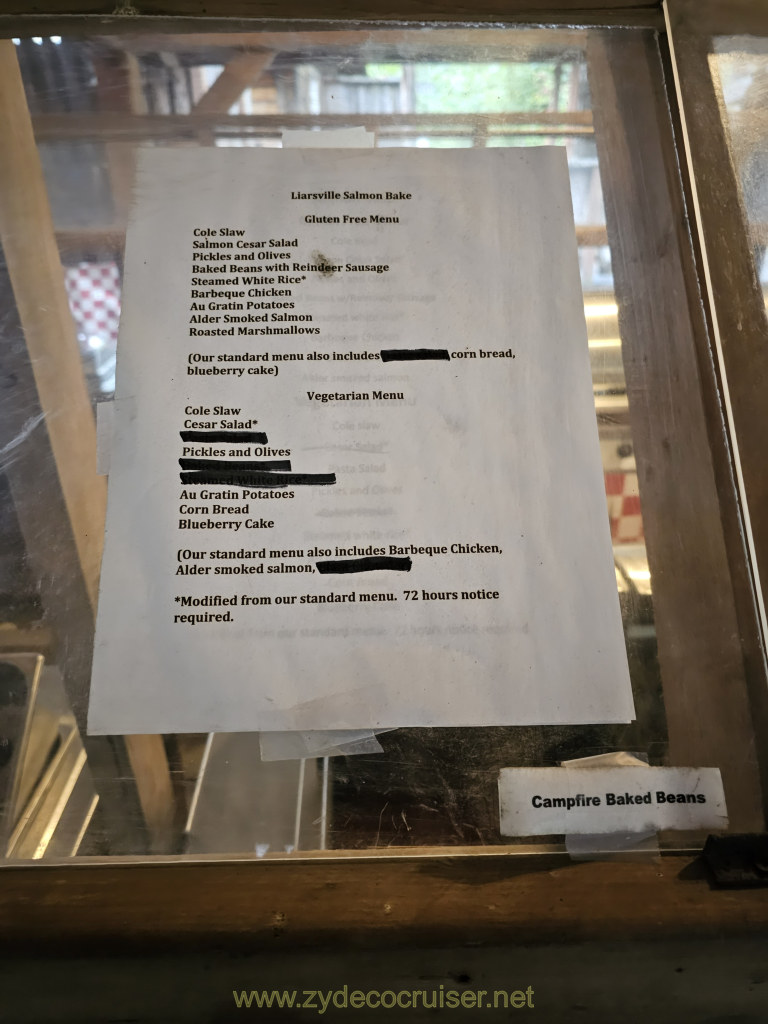 Liarsville Salmon Bake
Gluten Free Menu
Cole Slaw
Salmon Cesar Salad
Pickles and Olives
Baked Beans with Reindeer Sausage
Steamed White Rice*
Barbeque Chicken
Au Gratin Potatoes
Alder Smoked Salmon
Roasted Marshmallows
(Our standard menu also includes corn bread,
blueberry cake)
Vegetarian Menu
Cole Slaw
Cesar Salad*
Pickles and Olives
Steamed White Rice*
Au Gratin Potatoes
Corn Bread
Blueberry Cake
(Our standard menu also includes Barbeque Chicken,
Alder smoked salmon,
*Modified from our standard menu. 72 hours notice
required.
Campfire Baked Beans
www.zydecocruiser.net